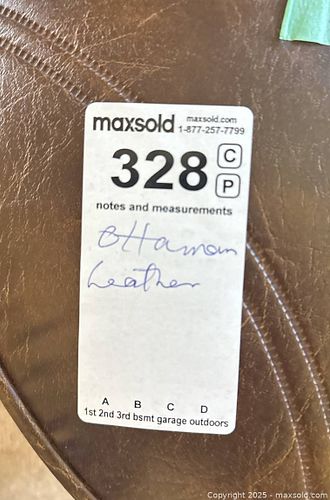 maxsold maxsold.com
1-877-257-7799
328 C
P
notes and measurements
Ottaman
Leather
A B C D
1st 2nd 3rd bsmt garage outdoors
Copyright 2025 - maxsold.com